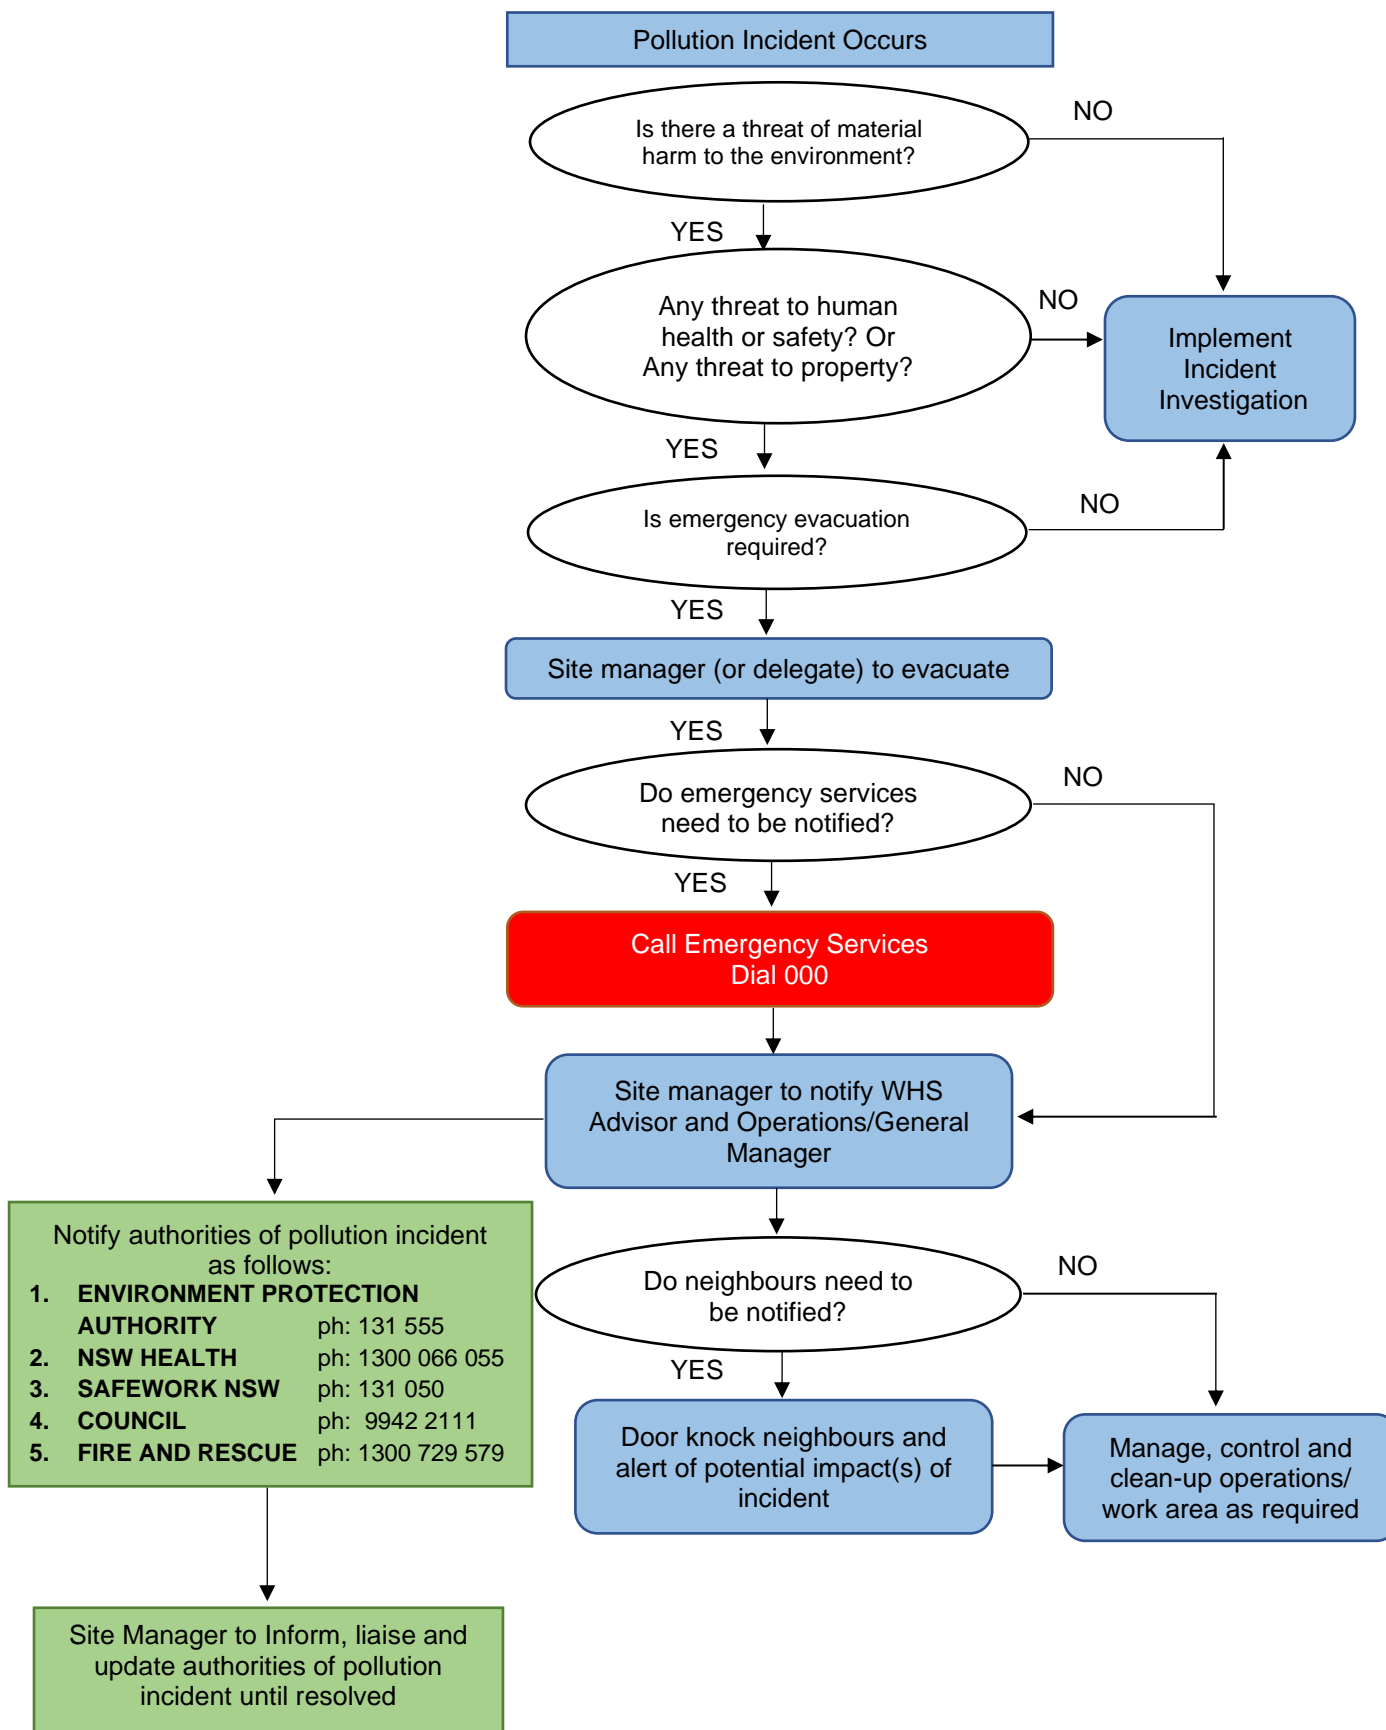 Pollution Incident Occurs
Is there a threat of material
harm to the environment?
NO
YES
Any threat to human
health or safety? Or
Any threat to property?
NO
Implement
Incident
Investigation
YES
Is emergency evacuation
required?
NO
YES
Site manager (or delegate) to evacuate
YES
Do emergency services
need to be notified?
NO
YES
Call Emergency Services
Dial 000
Site manager to notify WHS
Advisor and Operations/General
Manager
Notify authorities of pollution incident
as follows:
1. ENVIRONMENT PROTECTION
AUTHORITY ph: 131 555
2. NSW HEALTH ph: 1300 066 055
3. SAFEWORK NSW ph: 131 050
4. COUNCIL ph: 9942 2111
5. FIRE AND RESCUE ph: 1300 729 579
Do neighbours need to
be notified?
NO
YES
Door knock neighbours and
alert of potential impact(s) of
incident
Manage, control and
clean-up operations/
work area as required
Site Manager to Inform, liaise and
update authorities of pollution
incident until resolved